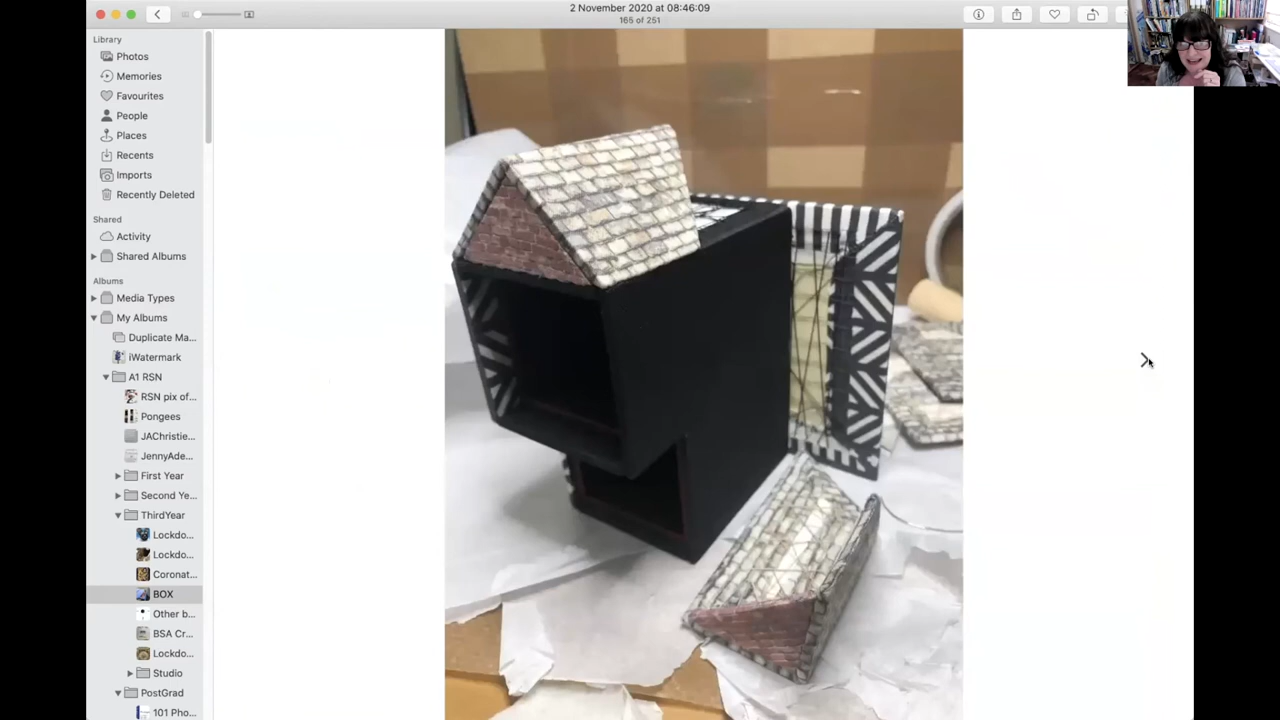 2 November 2020 at 08:46:09
165 of 251
Library
Photos
Memories
Favourites
People
Places
Recents
Imports
Recently Deleted
Shared
Activity
Shared Albums
Albums
Media Types
My Albums
Duplicate Ma...
iWatermark
A1 RSN
RSN pix of...
Pongees
JAChristie...
JennyAde...
First Year
Second Ye...
ThirdYear
Lockdo...
Lockdo...
Coronat...
BOX
Other b...
BSA Cr...
Lockdo...
Studio
PostGrad
101 Pho...